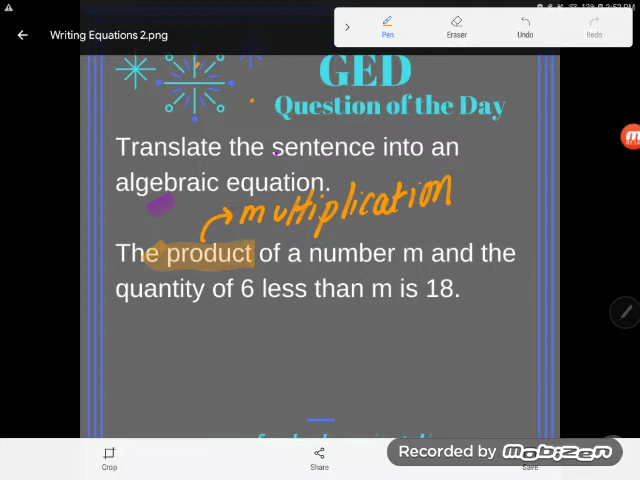 Writing Equations 2.png
Pen
Eraser
Undo
Redo
GED
Question of the Day
Translate the sentence into an
algebraic equation.
multiplication
The product of a number m and the
quantity of 6 less than m is 18.
Crop
Share
Save
Recorded by Mobizen